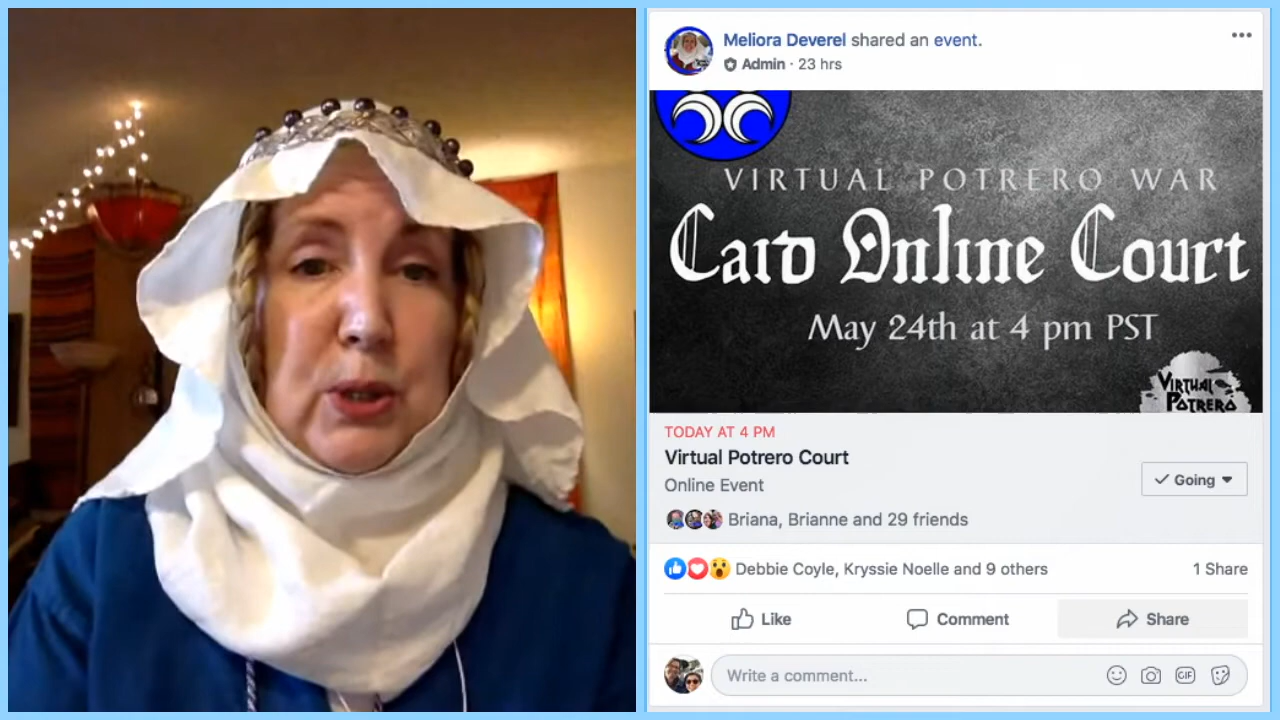 Meliora Deverel shared an event.
Admin · 23 hrs
VIRTUAL POTRERO WAR
Caid Online Court
May 24th at 4 pm PST
VIRTUAL
POTRERO
TODAY AT 4 PM
Virtual Potrero Court
Online Event
Going
Briana, Brianne and 29 friends
Debbie Coyle, Kryssie Noelle and 9 others
1 Share
Like
Comment
Share
Write a comment...
GIF